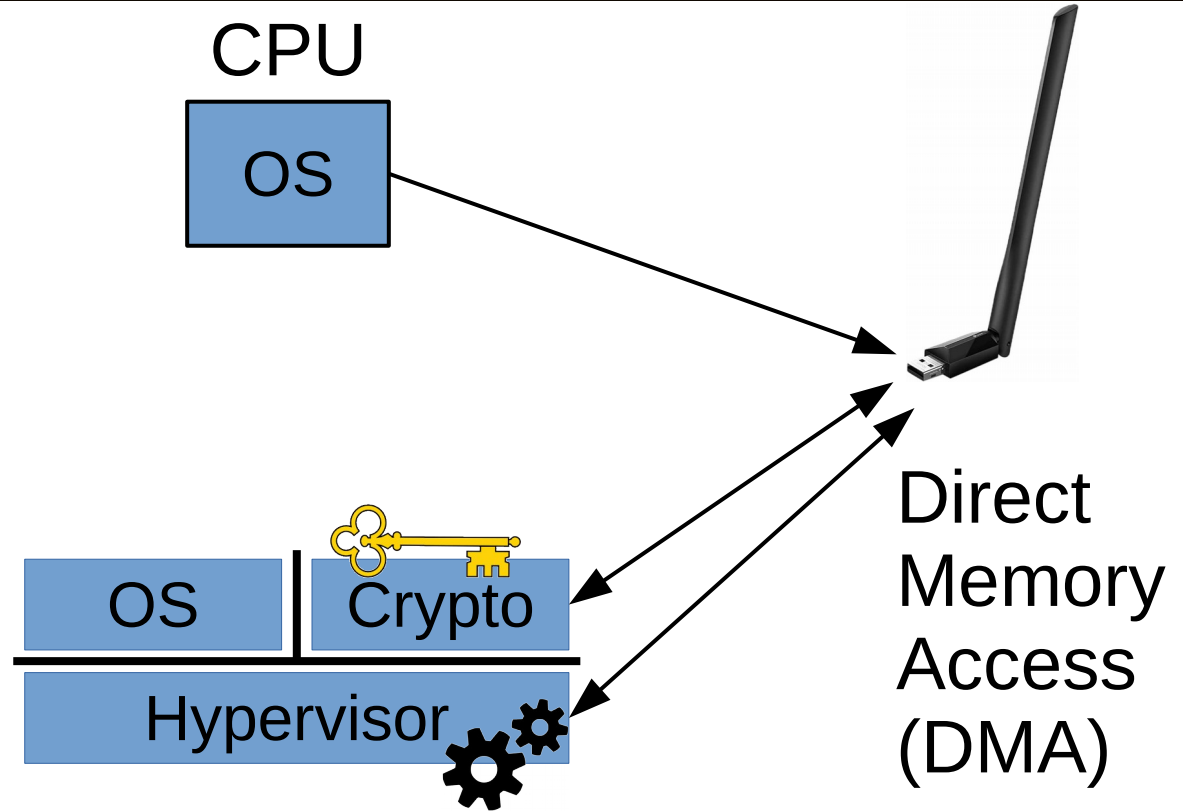 CPU
OS
Direct
Memory
Access
(DMA)
OS
Crypto
Hypervisor